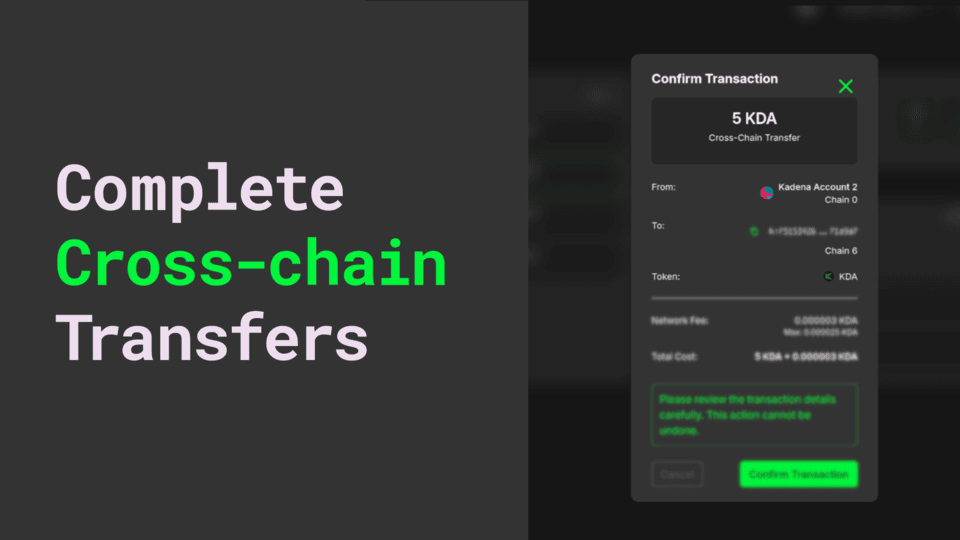 Complete
Cross-chain
Transfers
Confirm Transaction
5 KDA
Cross-Chain Transfer
From:
Kadena Account 2
Chain 0
To:
Chain 6
Token:
KDA
Network Fee:
0.000003 KDA
Max: 0.000025 KDA
Total Cost:
5 KDA + 0.000003 KDA
Please review the transaction details
carefully. This action cannot be
undone.
Cancel
Confirm Transaction